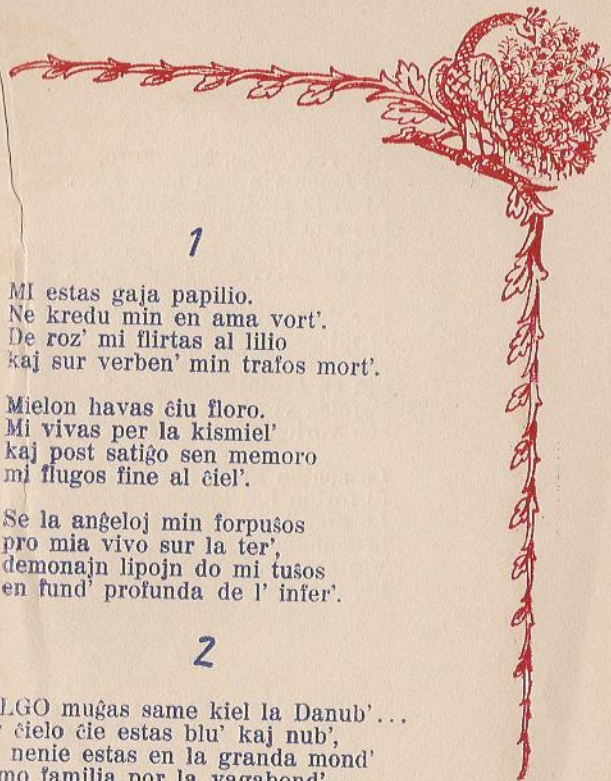 1
MI estas gaja papilio.
Ne kredu min en ama vort'.
De roz' mi flirtas al lilio
kaj sur verben' min trafos mort'.
Mielon havas ĉiu floro.
Mi vivas per la kismiel'
kaj post satiĝo sen memoro
mi flugos fine al ĉiel'.
Se la anĝeloj min forpuŝos
pro mia vivo sur la ter',
demonajn lipojn do mi tuŝos
en fund' profunda de l' infer'.
2
LGO muĝas same kiel la Danub'...
ĉielo ĉie estas blu' kaj nub',
nenie estas en la granda mond'
familia por la vagabond'